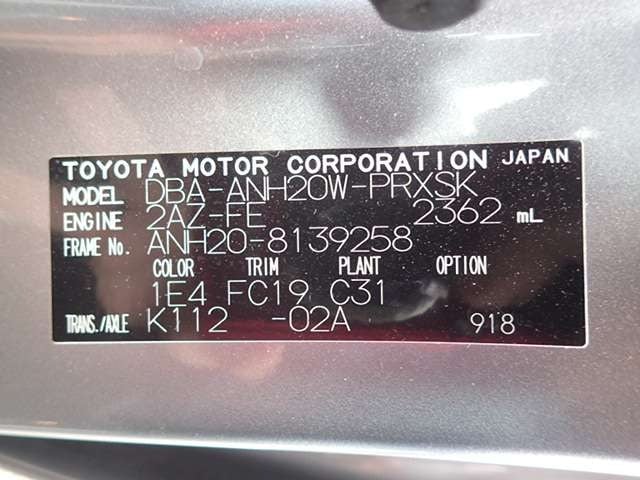 TOYOTA MOTOR CORPORATION JAPAN
MODEL DBA-ANH20W-PRXSK
ENGINE 2AZ-FE 2362 mL
FRAME No. ANH20-8139258
COLOR TRIM PLANT OPTION
1E4 FC19 C31
TRANS./AXLE K112 -02A 918